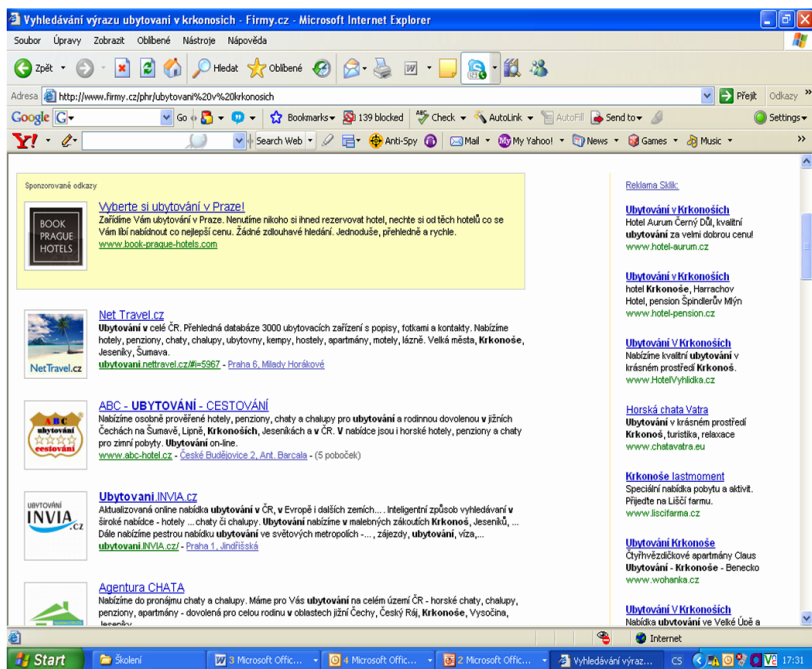 Vyhledávání výrazu ubytovani v krkonosich - Firmy.cz - Microsoft Internet Explorer
Soubor Úpravy Zobrazit Oblíbené Nástroje Nápověda
Zpět Hledat Oblíbené
Adresa http://www.firmy.cz/phr/ubytovani%20v%20krkonosich Přejít Odkazy »
Google G Go Bookmarks 139 blocked Check AutoLink AutoFill Send to Settings
Y! Search Web Anti-Spy Mail My Yahoo! News Games Music »
Sponzorované odkazy
BOOK
PRAGUE
HOTELS
Vyberte si ubytování v Praze!
Zařídíme Vám ubytování v Praze. Nenutíme nikoho si ihned rezervovat hotel, nechte si od těch hotelů co se
Vám líbí nabídnout co nejlepší cenu. Žádné zdlouhavé hledání. Jednoduše, přehledně a rychle.
www.book-prague-hotels.com
NetTravel.cz
Net Travel.cz
Ubytování v celé ČR. Přehledná databáze 3000 ubytovacích zařízení s popisy, fotkami a kontakty. Nabízíme
hotely, penziony, chaty, chalupy, ubytovny, kempy, hostely, apartmány, motely, lázně. Velká města, Krkonoše,
Jeseníky, Šumava.
ubytovani.nettravel.cz/#i=5967 - Praha 6, Milady Horákové
ABC
ubytování
cestování
ABC - UBYTOVÁNÍ - CESTOVÁNÍ
Nabízíme osobně prověřené hotely, penziony, chaty a chalupy pro ubytování a rodinnou dovolenou v jižních
Čechách na Šumavě, Lipně, Krkonoších, Jeseníkách a v ČR. V nabídce jsou i horské hotely, penziony a chaty
pro zimní pobyty. Ubytování on-line.
www.abc-hotel.cz - České Budějovice 2, Ant. Barcala - (5 poboček)
UBYTOVÁNÍ
INVIA.cz
Ubytovani.INVIA.cz
Aktualizovaná online nabídka ubytování v ČR, v Evropě i dalších zemích... . Inteligentní způsob vyhledávaní v
široké nabídce - hotely ... chaty či chalupy. Ubytování nabízíme v malebných zákoutích Krkonoš, Jeseníků, ...
Dále nabízíme pestrou nabídku ubytování ve světových metropolích -... , zájezdy, ubytování, víza,...
ubytovani.INVIA.cz/ - Praha 1, Jindřišská
Agentura CHATA
Nabízíme do pronájmu chaty a chalupy. Máme pro Vás ubytování na celém území ČR - horské chaty, chalupy,
penziony, apartmány - dovolená pro celou rodinu v oblastech jižní Čechy, Český Ráj, Krkonoše, Vysočina,
Jeseníky
Reklama Sklik:
Ubytování v Krkonoších
Hotel Aurum Černý Důl, kvalitní
ubytování za velmi dobrou cenu!
www.hotel-aurum.cz
Ubytování v Krkonoších
hotel Krkonoše, Harrachov
Hotel, pension Špindlerův Mlýn
www.hotel-pension.cz
Ubytování V Krkonoších
Nabízíme kvalitní ubytování v
krásném prostředí Krkonoš.
www.HotelVyhlidka.cz
Horská chata Vatra
Ubytování v krásném prostředí
Krkonoš, turistika, relaxace
www.chatavatra.eu
Krkonoše lastmoment
Speciální nabídka pobytu a aktivit.
Přijeďte na Liščí farmu.
www.liscifarma.cz
Ubytování Krkonoše
Čtyřhvězdičkové apartmány Claus
Ubytování - Krkonoše - Benecko
www.wohanka.cz
Ubytování V Krkonoších
Nabídka ubytování ve Velké Úpě a
Internet
Start Školení 3 Microsoft Offic... 4 Microsoft Offic... 2 Microsoft Offic... Vyhledávání výraz... CS 17:31